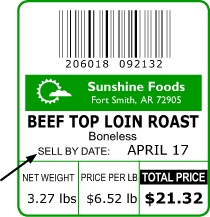 206018 092132
Sunshine Foods
Fort Smith, AR 72905
BEEF TOP LOIN ROAST
Boneless
SELL BY DATE: APRIL 17
NET WEIGHT PRICE PER LB TOTAL PRICE
3.27 lbs $6.52 lb $21.32